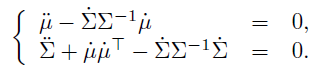 μ̈ − Σ̇Σ⁻¹μ̇ = 0,
Σ̈ + μ̇μ̇⊤ − Σ̇Σ⁻¹Σ̇ = 0.